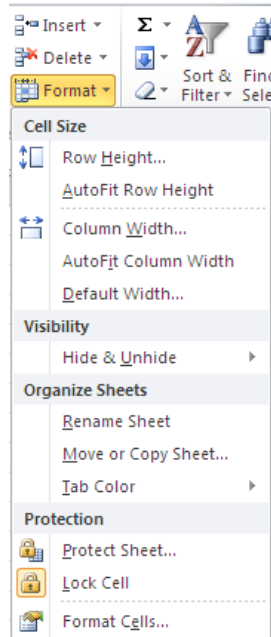 Insert
Σ
Delete
Format
A
Z
Sort &
Filter
Cell Size
Row Height...
AutoFit Row Height
Column Width...
AutoFit Column Width
Default Width...
Visibility
Hide & Unhide
Organize Sheets
Rename Sheet
Move or Copy Sheet...
Tab Color
Protection
Protect Sheet...
Lock Cell
Format Cells...